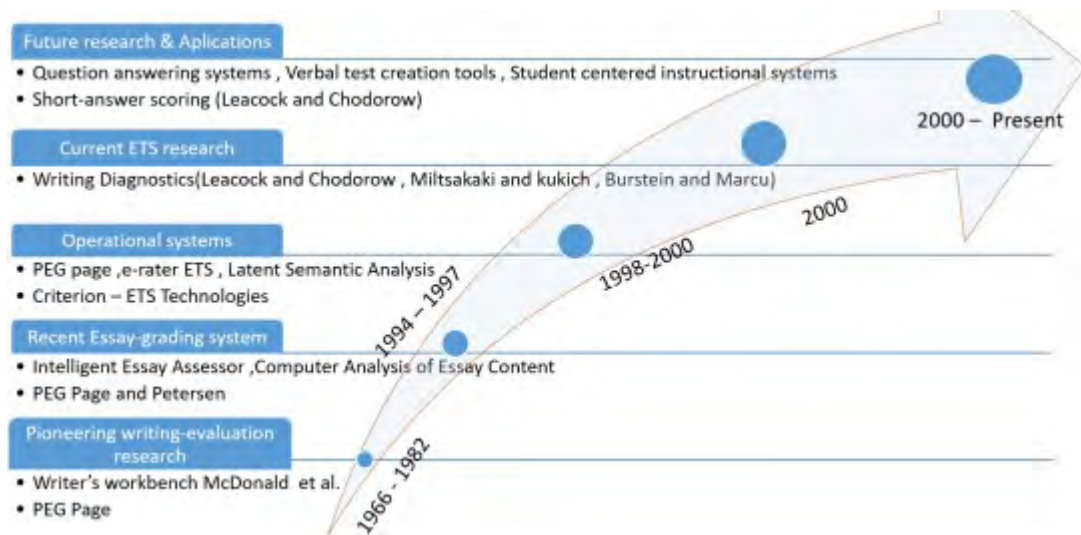 Future research & Aplications
• Question answering systems , Verbal test creation tools , Student centered instructional systems
• Short-answer scoring (Leacock and Chodorow)
2000 – Present
Current ETS research
• Writing Diagnostics(Leacock and Chodorow , Miltsakaki and kukich , Burstein and Marcu)
2000
Operational systems
• PEG page ,e-rater ETS , Latent Semantic Analysis
• Criterion – ETS Technologies
1998-2000
Recent Essay-grading system
• Intelligent Essay Assessor ,Computer Analysis of Essay Content
• PEG Page and Petersen
1994 – 1997
Pioneering writing-evaluation
research
• Writer's workbench McDonald et al.
• PEG Page
1966 - 1982